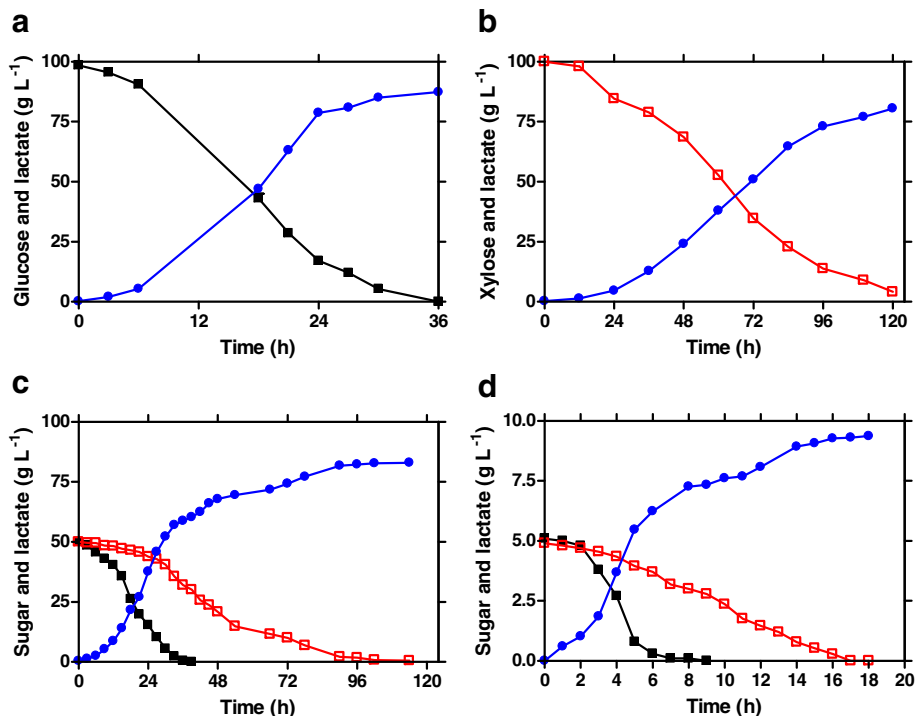 a
Glucose and lactate (g L⁻¹)
100
75
50
25
0
0 12 24 36
Time (h)
b
Xylose and lactate (g L⁻¹)
100
75
50
25
0
0 24 48 72 96 120
Time (h)
c
Sugar and lactate (g L⁻¹)
100
75
50
25
0
0 24 48 72 96 120
Time (h)
d
Sugar and lactate (g L⁻¹)
10.0
7.5
5.0
2.5
0.0
0 2 4 6 8 10 12 14 16 18 20
Time (h)